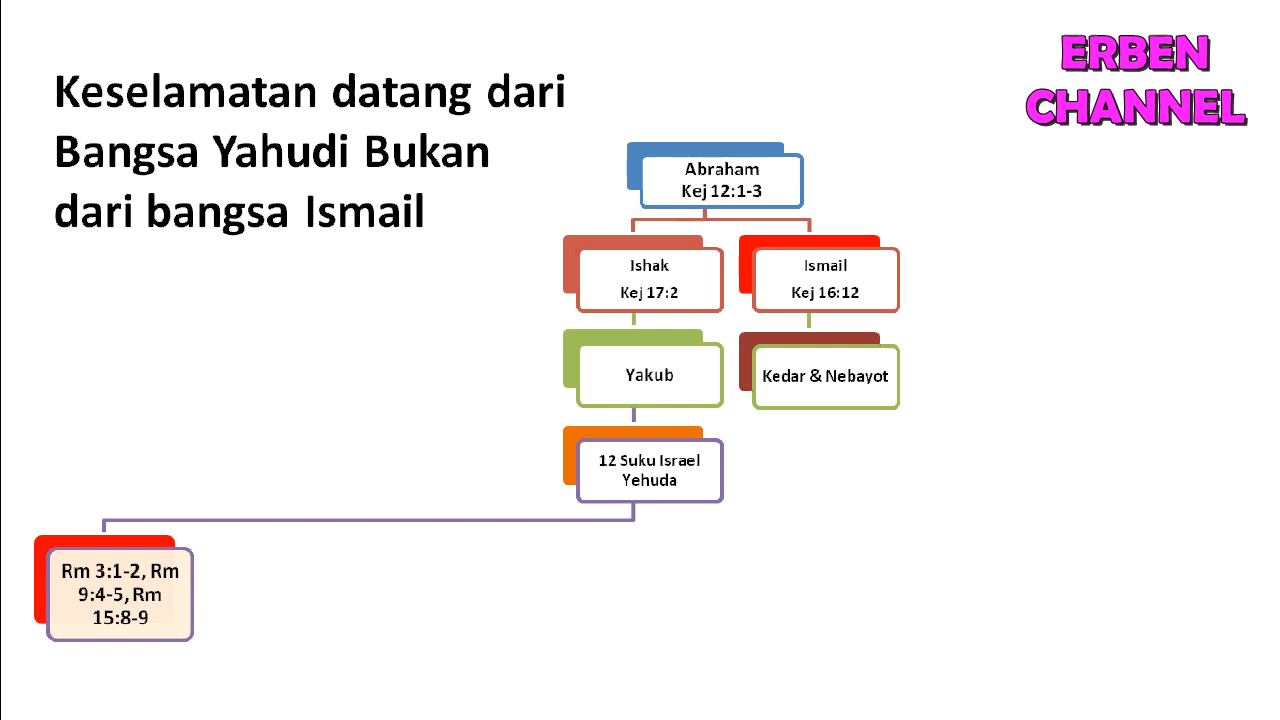 Keselamatan datang dari
Bangsa Yahudi Bukan
dari bangsa Ismail
ERBEN
CHANNEL
Abraham
Kej 12:1-3
Ishak
Kej 17:2
Ismail
Kej 16:12
Yakub
Kedar & Nebayot
12 Suku Israel
Yehuda
Rm 3:1-2, Rm
9:4-5, Rm
15:8-9